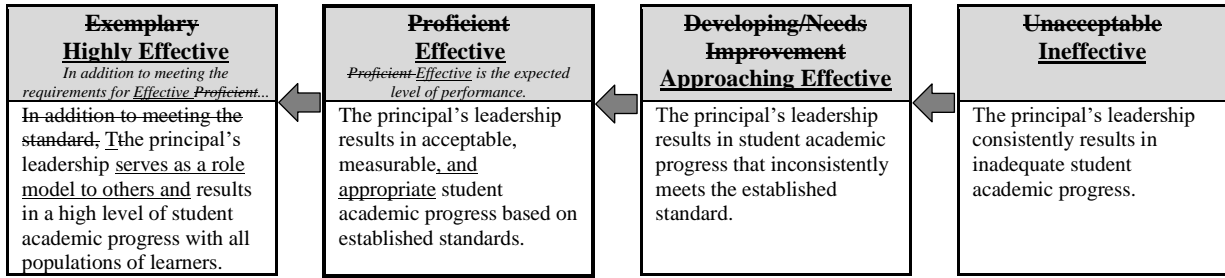 Exemplary
Highly Effective
In addition to meeting the
requirements for Effective Proficient...
In addition to meeting the
standard, Tthe principal's
leadership serves as a role
model to others and results
in a high level of student
academic progress with all
populations of learners.
Proficient
Effective
Proficient Effective is the expected
level of performance.
The principal's leadership
results in acceptable,
measurable, and
appropriate student
academic progress based on
established standards.
Developing/Needs
Improvement
Approaching Effective
The principal's leadership
results in student academic
progress that inconsistently
meets the established
standard.
Unacceptable
Ineffective
The principal's leadership
consistently results in
inadequate student
academic progress.